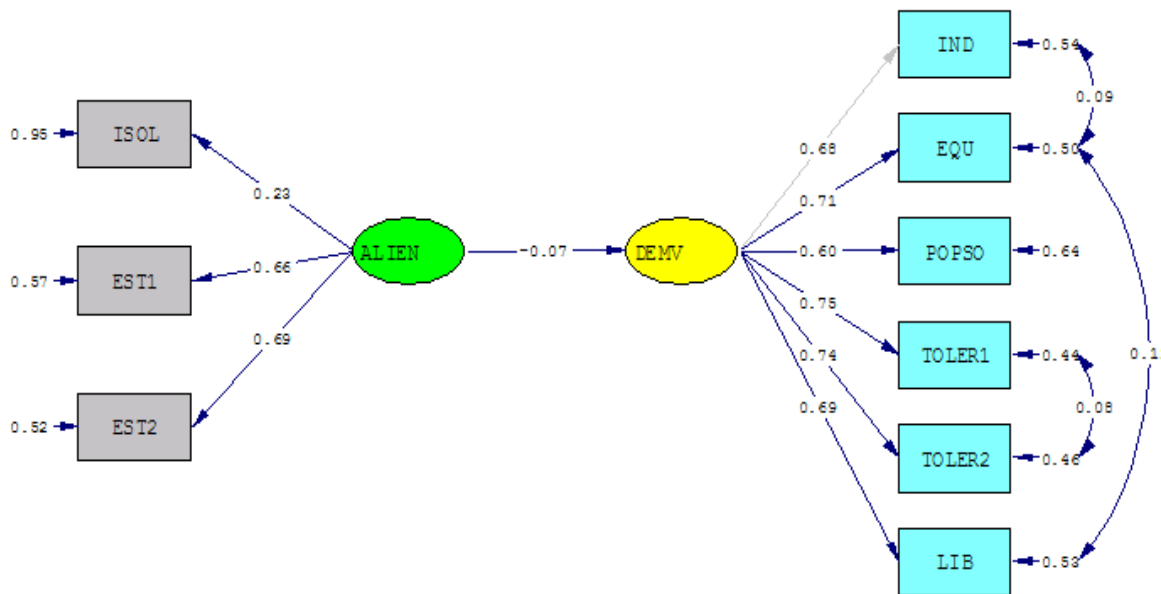 IND
0.54
0.09
0.95
ISOL
0.68
EQU
0.50
0.23
0.71
ALIEN
-0.07
DEMV
0.60
POPSO
0.64
0.57
EST1
0.66
0.75
0.69
TOLER1
0.44
0.1
0.74
0.08
0.69
0.52
EST2
TOLER2
0.46
LIB
0.53